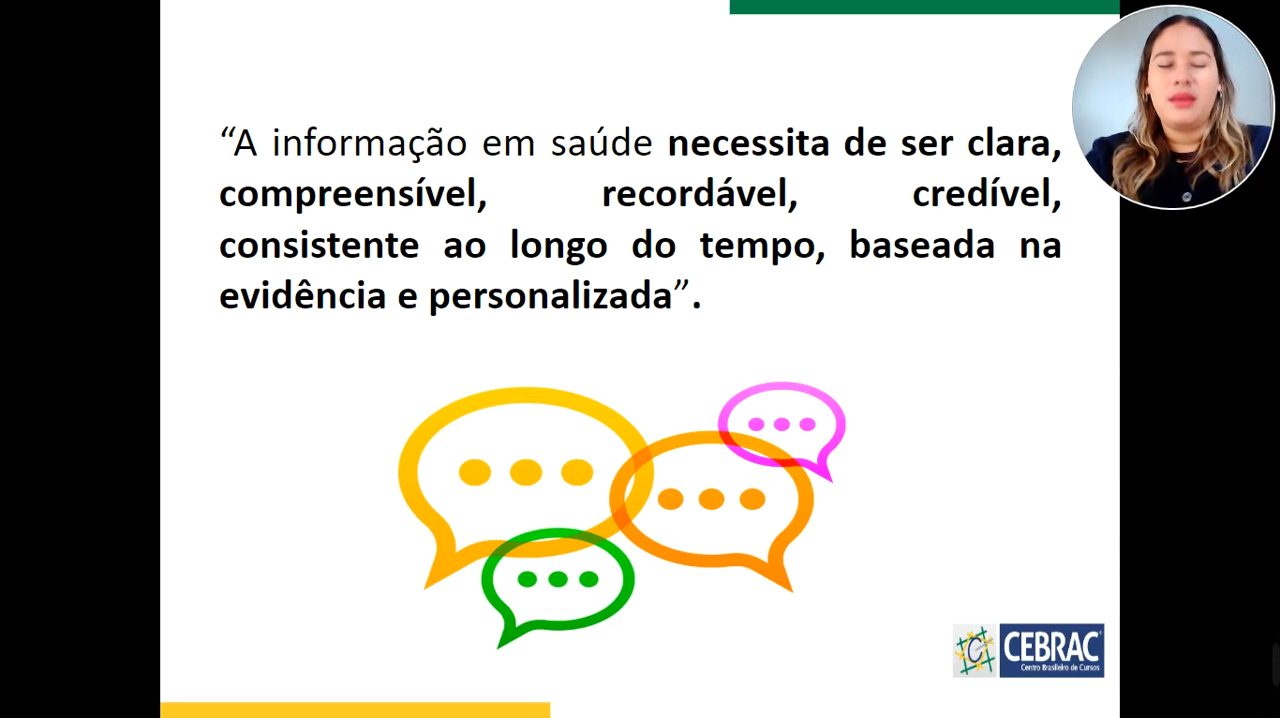 “A informação em saúde necessita de ser clara,
compreensível, recordável, credível,
consistente ao longo do tempo, baseada na
evidência e personalizada”.
CEBRAC
Centro Brasileiro de Cursos